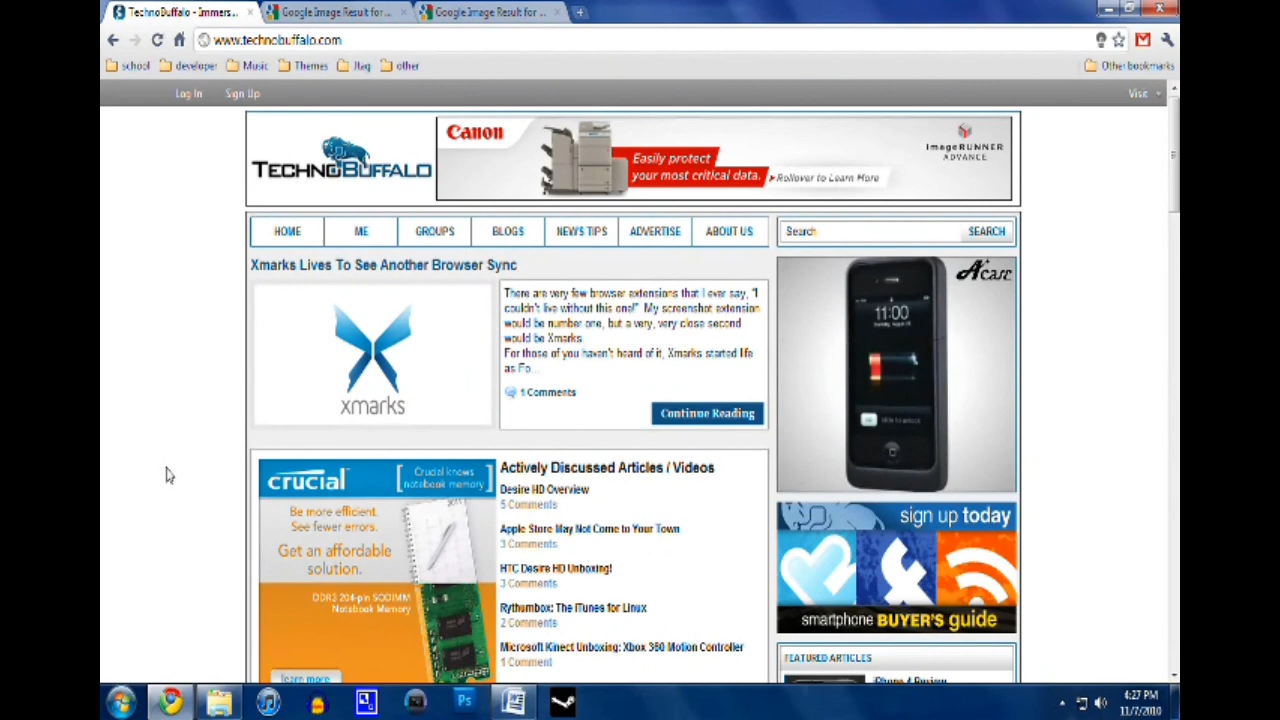 TechnoBuffalo - Immers...
Google Image Result for ...
Google Image Result for ...
www.technobuffalo.com
school developer Music Themes Jtag other Other bookmarks
Log In Sign Up Visit
TECHNOBUFFALO
Canon
Easily protect
your most critical data.
Rollover to Learn More
imageRUNNER
ADVANCE
HOME ME GROUPS BLOGS NEWS TIPS ADVERTISE ABOUT US
Search SEARCH
Xmarks Lives To See Another Browser Sync
xmarks
There are very few browser extensions that I ever say, "I
couldn't live without this one!" My screenshot extension
would be number one, but a very, very close second
would be Xmarks.
For those of you haven't heard of it, Xmarks started life
as Fo...
1 Comments
Continue Reading
Acase
11:00
crucial
Crucial knows
notebook memory
Be more efficient.
See fewer errors.
Get an affordable
solution.
DDR3 204-pin SODIMM
Notebook Memory
learn more
Actively Discussed Articles / Videos
Desire HD Overview
5 Comments
Apple Store May Not Come to Your Town
3 Comments
HTC Desire HD Unboxing!
3 Comments
Rythumbox: The iTunes for Linux
2 Comments
Microsoft Kinect Unboxing: Xbox 360 Motion Controller
1 Comment
sign up today
smartphone BUYER'S guide
FEATURED ARTICLES
iPhone 4 Review
Ps
4:27 PM
11/7/2010